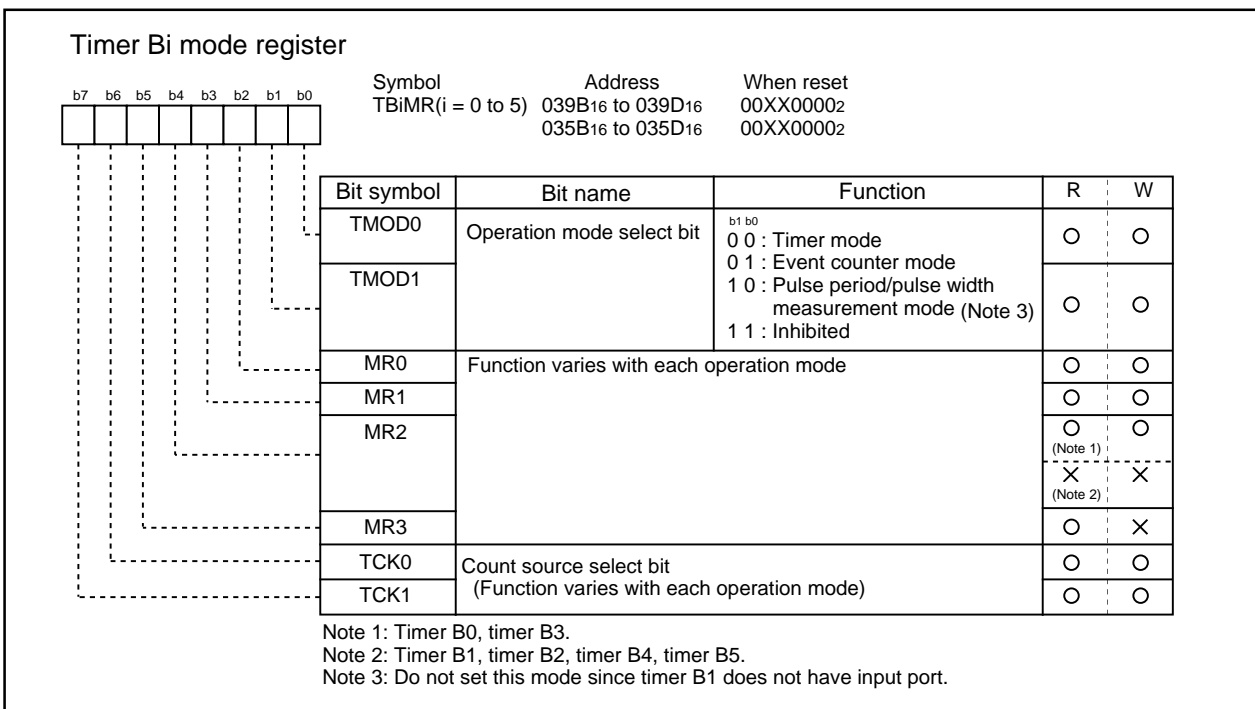 Timer Bi mode register
Symbol Address When reset
b7 b6 b5 b4 b3 b2 b1 b0
TBiMR(i = 0 to 5) 039B16 to 039D16 00XX00002
035B16 to 035D16 00XX00002
Bit symbol Bit name Function R W
TMOD0 Operation mode select bit b1 b0
0 0 : Timer mode
0 1 : Event counter mode
TMOD1 1 0 : Pulse period/pulse width
measurement mode (Note 3)
1 1 : Inhibited
MR0 Function varies with each operation mode
MR1
MR2
(Note 1)
(Note 2)
MR3
TCK0 Count source select bit
TCK1 (Function varies with each operation mode)
Note 1: Timer B0, timer B3.
Note 2: Timer B1, timer B2, timer B4, timer B5.
Note 3: Do not set this mode since timer B1 does not have input port.